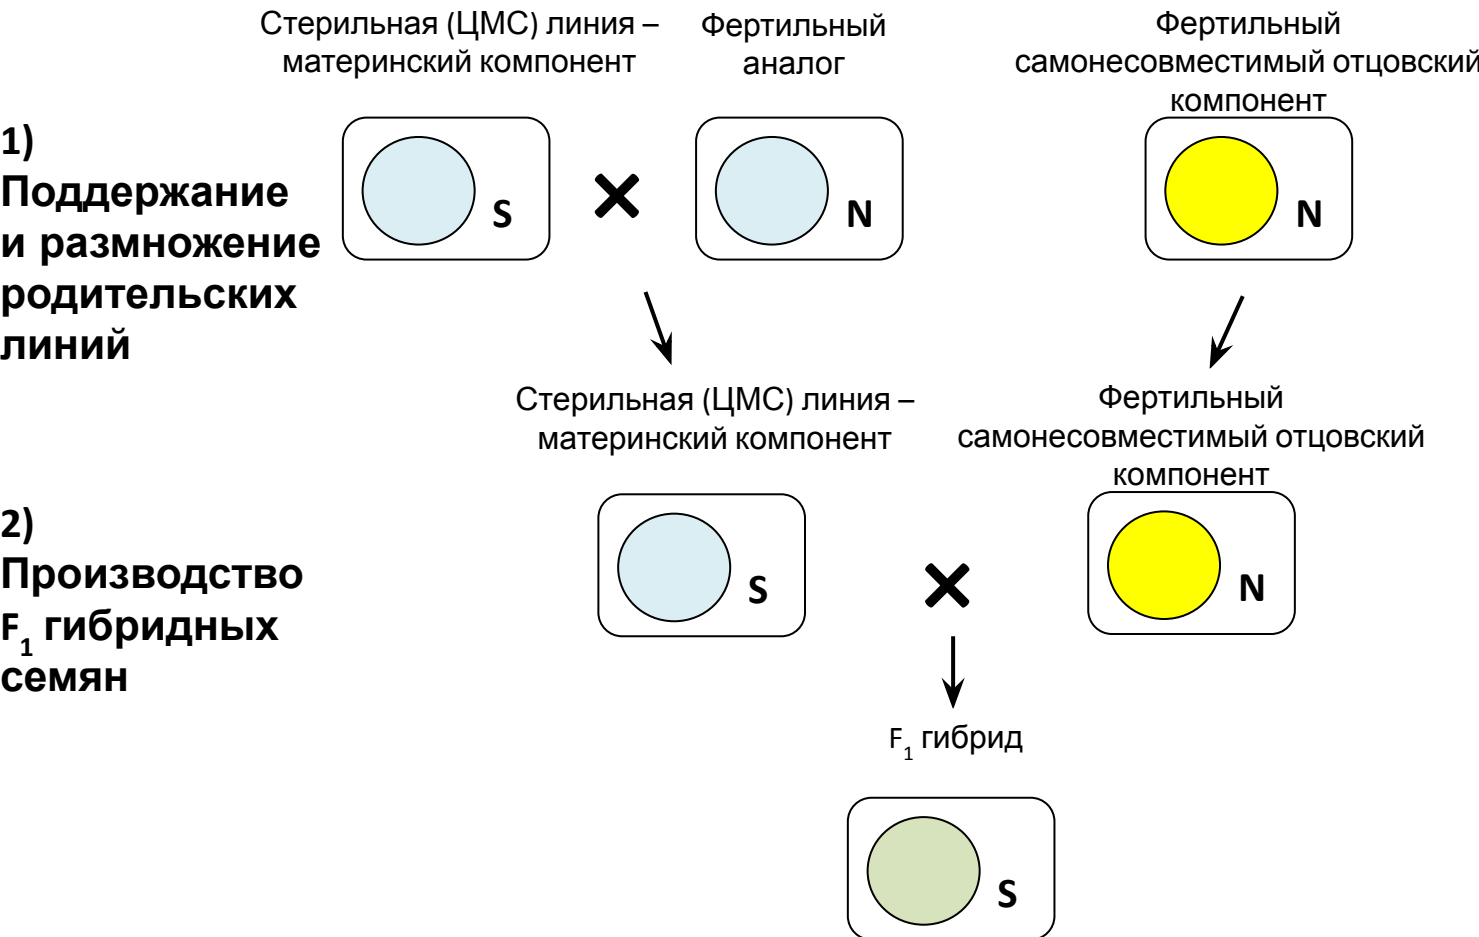 Стерильная (ЦМС) линия –
материнский компонент
Фертильный
аналог
Фертильный
самонесовместимый отцовский
компонент
1)
Поддержание
и размножение
родительских
линий
S
N
N
Стерильная (ЦМС) линия –
материнский компонент
Фертильный
самонесовместимый отцовский
компонент
2)
Производство
F1 гибридных
семян
S
N
F1 гибрид
S